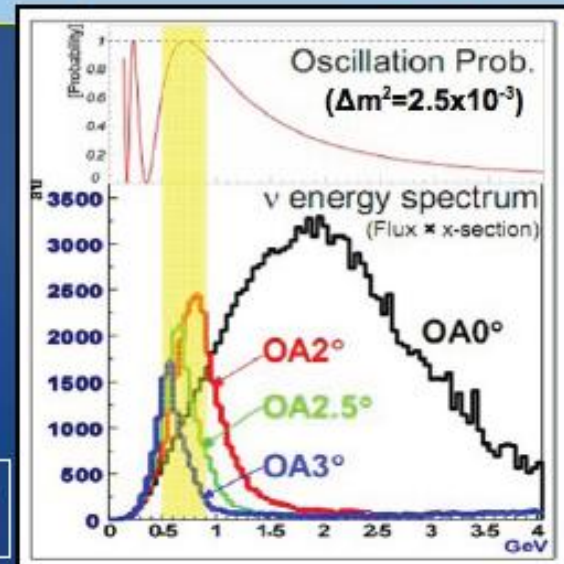 [Probability]
1
0.8
0.6
0.4
0.2
0
Oscillation Prob.
(Δm²=2.5x10⁻³)
ν energy spectrum
(Flux × x-section)
3500
3000
2500
2000
1500
1000
500
0
OA0°
OA2°
OA2.5°
OA3°
0 0.5 1 1.5 2 2.5 3 3.5 4
GeV